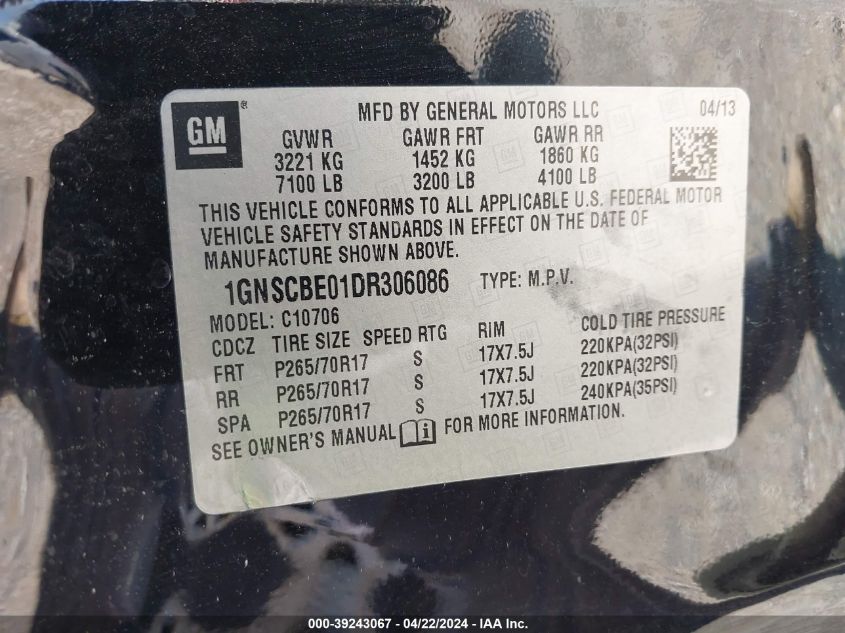 GM ®
MFD BY GENERAL MOTORS LLC 04/13
GVWR GAWR FRT GAWR RR
3221 KG 1452 KG 1860 KG
7100 LB 3200 LB 4100 LB
THIS VEHICLE CONFORMS TO ALL APPLICABLE U.S. FEDERAL MOTOR
VEHICLE SAFETY STANDARDS IN EFFECT ON THE DATE OF
MANUFACTURE SHOWN ABOVE.
1GNSCBE01DR306086 TYPE: M.P.V.
MODEL: C10706
CDCZ TIRE SIZE SPEED RTG RIM COLD TIRE PRESSURE
FRT P265/70R17 S 17X7.5J 220KPA(32PSI)
RR P265/70R17 S 17X7.5J 220KPA(32PSI)
SPA P265/70R17 S 17X7.5J 240KPA(35PSI)
SEE OWNER'S MANUAL FOR MORE INFORMATION.
000-39243067 - 04/22/2024 - IAA Inc.